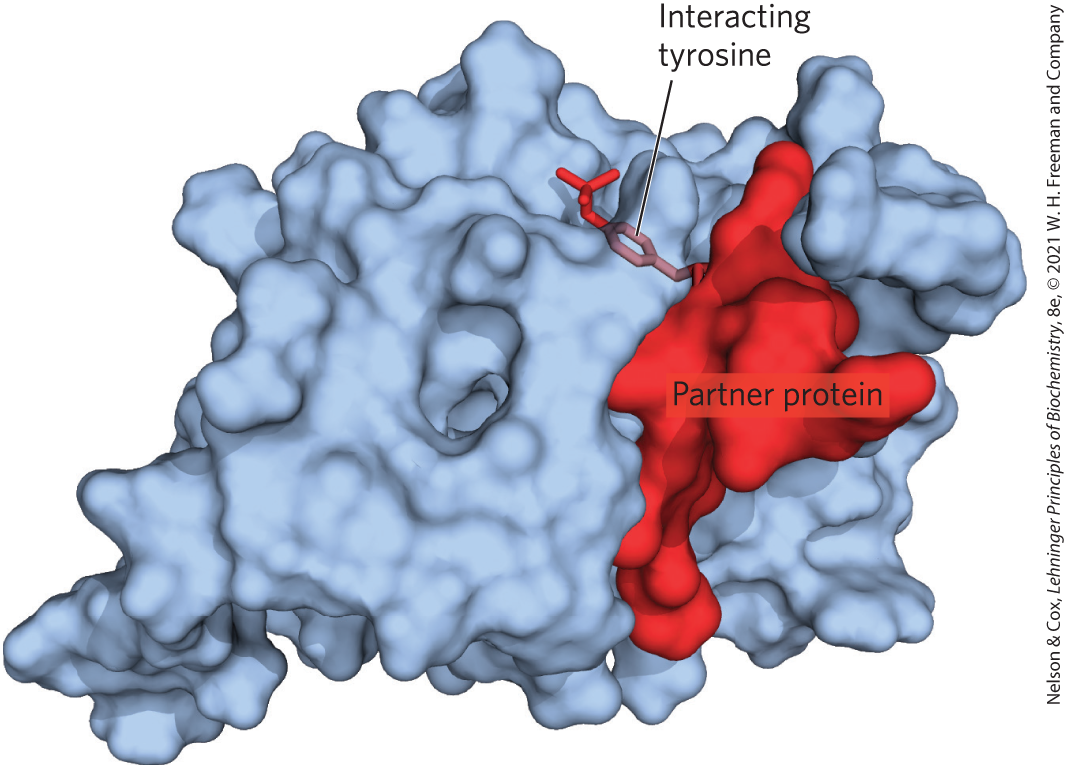 Interacting
tyrosine
Partner protein
Nelson & Cox, Lehninger Principles of Biochemistry, 8e, © 2021 W. H. Freeman and Company